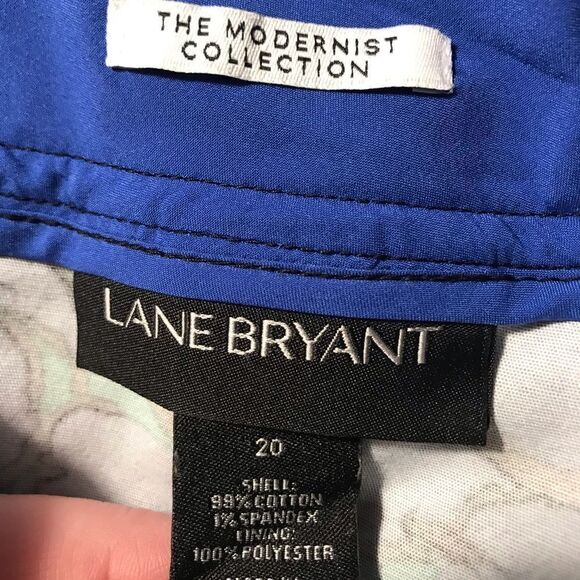 THE MODERNIST
COLLECTION
LANE BRYANT
20
SHELL:
99% COTTON
1% SPANDEX
LINING:
100% POLYESTER